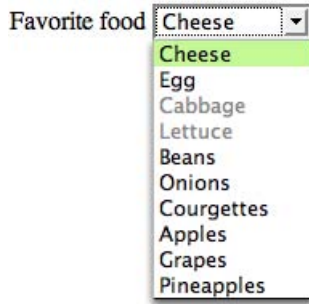 Favorite food Cheese
Cheese
Egg
Cabbage
Lettuce
Beans
Onions
Courgettes
Apples
Grapes
Pineapples